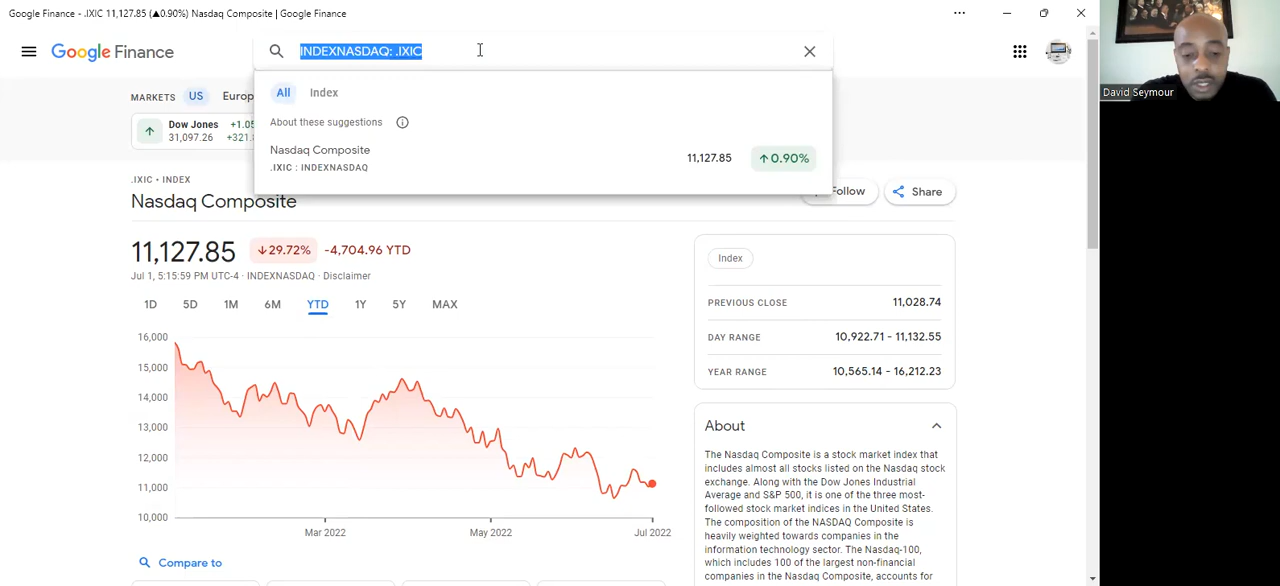 Google Finance - .IXIC 11,127.85 (▲0.90%) Nasdaq Composite | Google Finance
Google Finance
INDEXNASDAQ: .IXIC
David Seymour
MARKETS US Europ
All Index
About these suggestions
Dow Jones +1.05
31,097.26 +321.
Nasdaq Composite
.IXIC : INDEXNASDAQ
11,127.85 ↑0.90%
.IXIC • INDEX
Nasdaq Composite
Follow Share
11,127.85 ↓29.72% -4,704.96 YTD
Jul 1, 5:15:59 PM UTC-4 · INDEXNASDAQ · Disclaimer
1D 5D 1M 6M YTD 1Y 5Y MAX
16,000
15,000
14,000
13,000
12,000
11,000
10,000
Mar 2022 May 2022 Jul 2022
Compare to
Index
PREVIOUS CLOSE 11,028.74
DAY RANGE 10,922.71 - 11,132.55
YEAR RANGE 10,565.14 - 16,212.23
About
The Nasdaq Composite is a stock market index that
includes almost all stocks listed on the Nasdaq stock
exchange. Along with the Dow Jones Industrial
Average and S&P 500, it is one of the three most-
followed stock market indices in the United States.
The composition of the NASDAQ Composite is
heavily weighted towards companies in the
information technology sector. The Nasdaq-100,
which includes 100 of the largest non-financial
companies in the Nasdaq Composite, accounts for